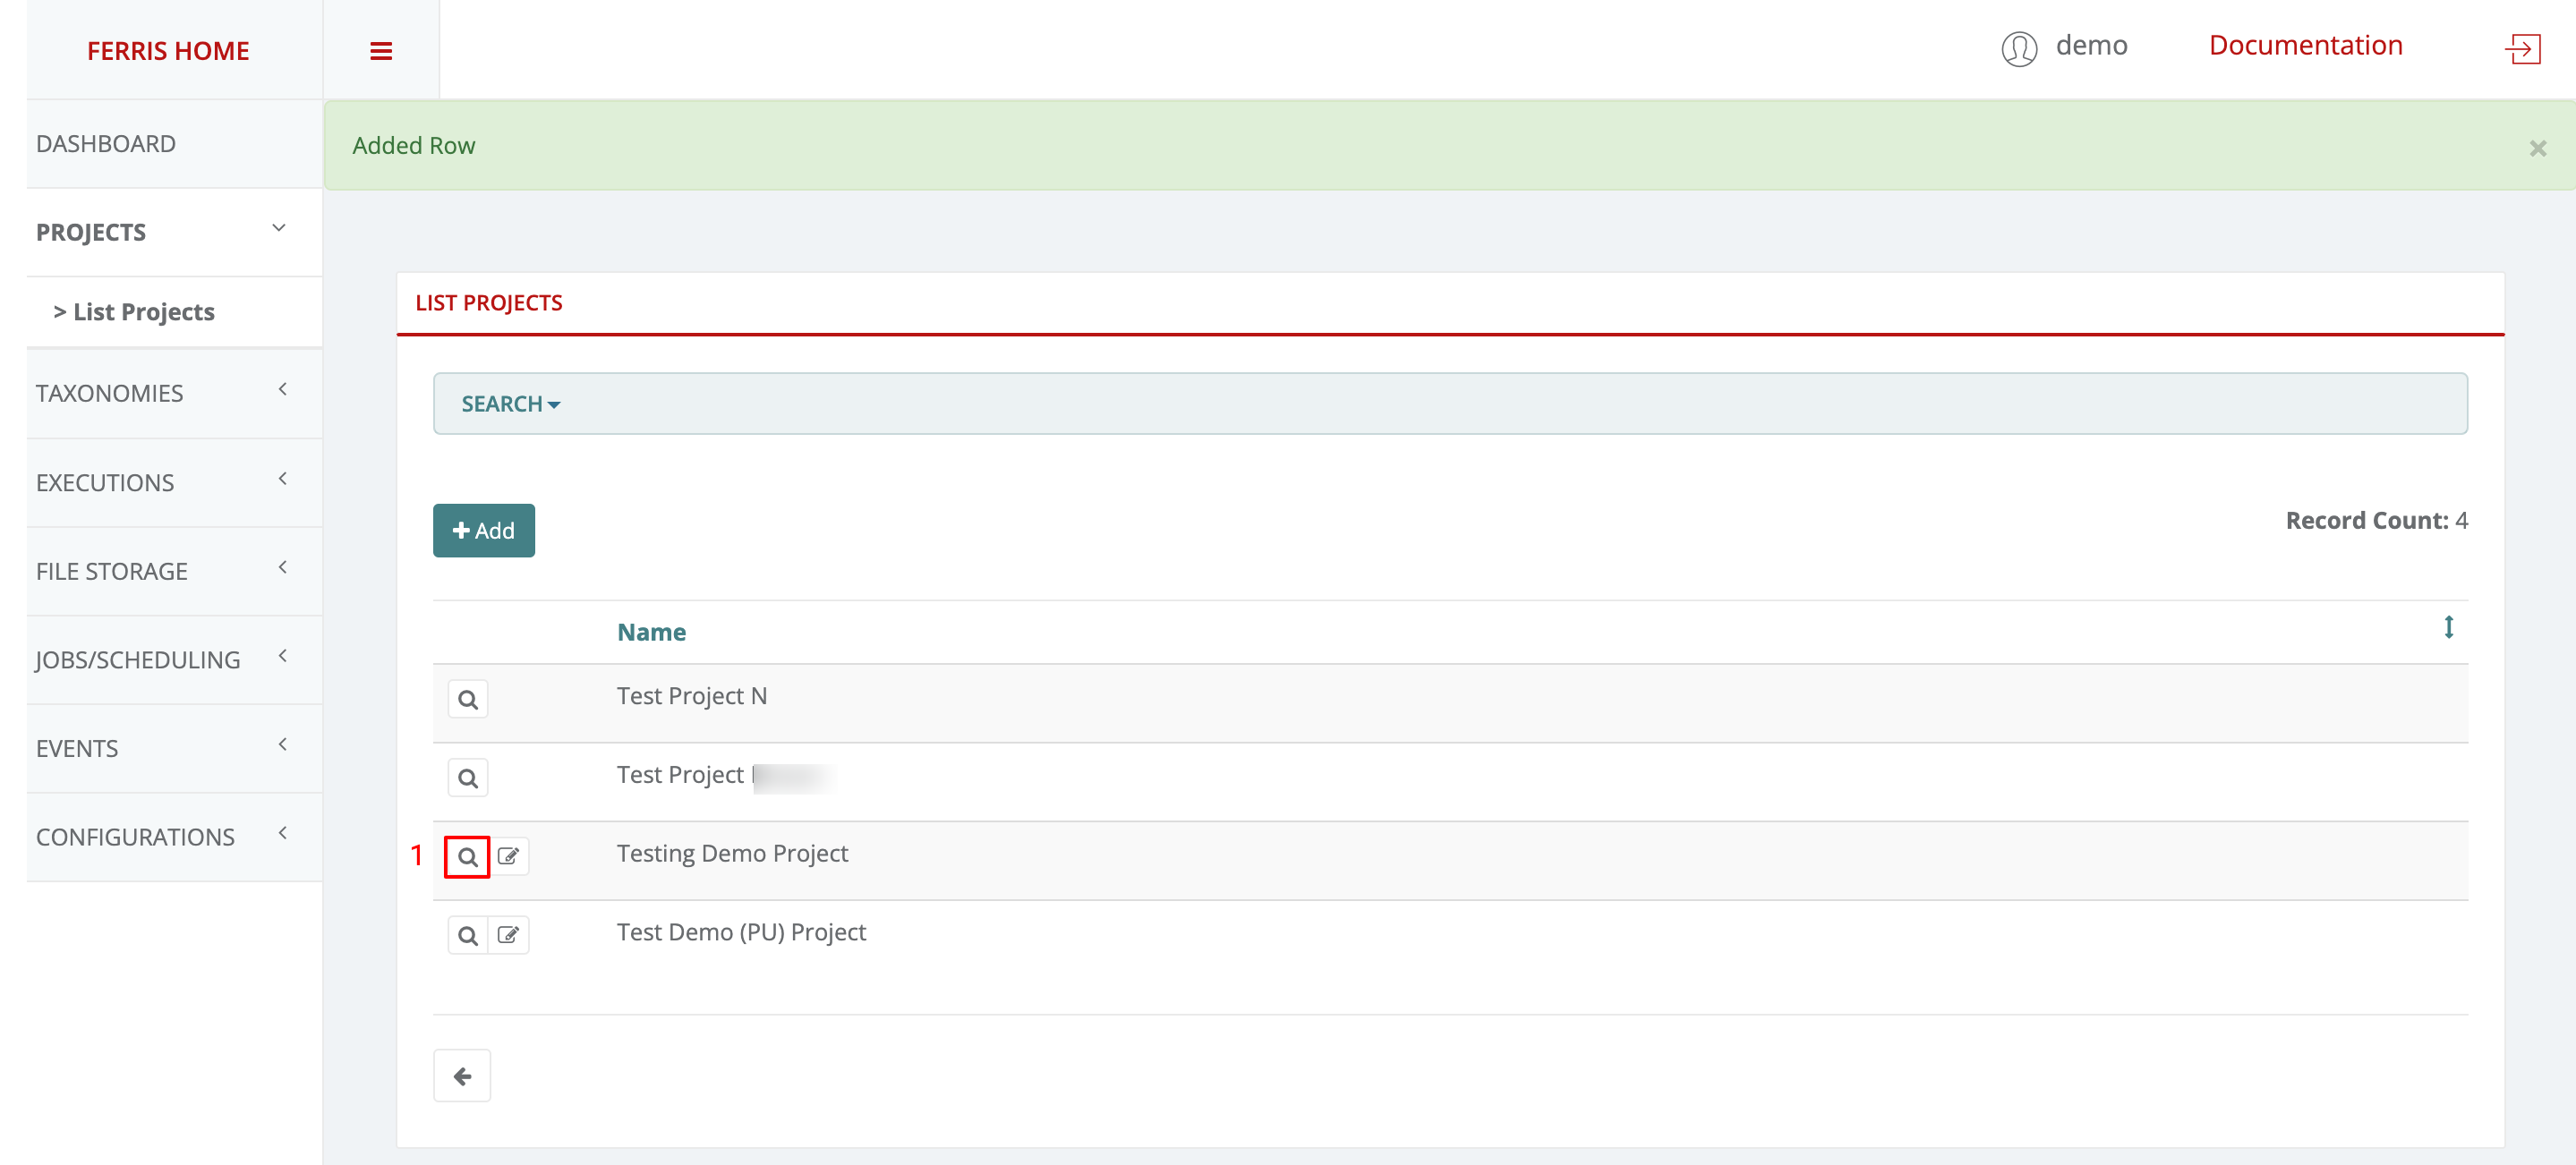 FERRIS HOME
demo
Documentation
DASHBOARD
PROJECTS
> List Projects
TAXONOMIES
EXECUTIONS
FILE STORAGE
JOBS/SCHEDULING
EVENTS
CONFIGURATIONS
Added Row
×
LIST PROJECTS
SEARCH
Add
Record Count: 4
Name
Test Project N
Test Project
1
Testing Demo Project
Test Demo (PU) Project